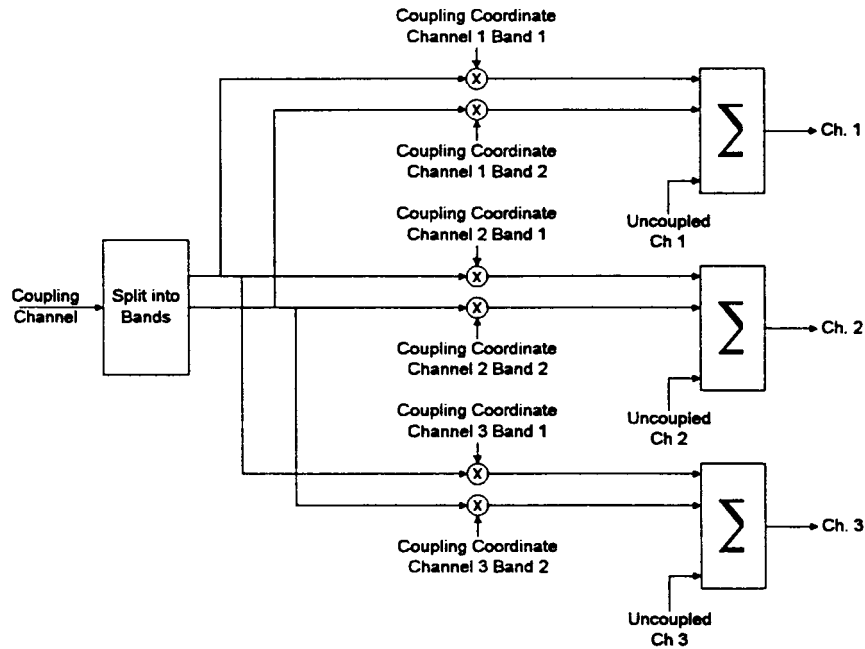 Coupling Coordinate
Channel 1 Band 1
X
X
Σ
Ch. 1
Coupling Coordinate
Channel 1 Band 2
Uncoupled
Ch 1
Coupling Coordinate
Channel 2 Band 1
Coupling
Channel
Split into
Bands
X
X
Σ
Ch. 2
Coupling Coordinate
Channel 2 Band 2
Uncoupled
Ch 2
Coupling Coordinate
Channel 3 Band 1
X
X
Σ
Ch. 3
Coupling Coordinate
Channel 3 Band 2
Uncoupled
Ch 3